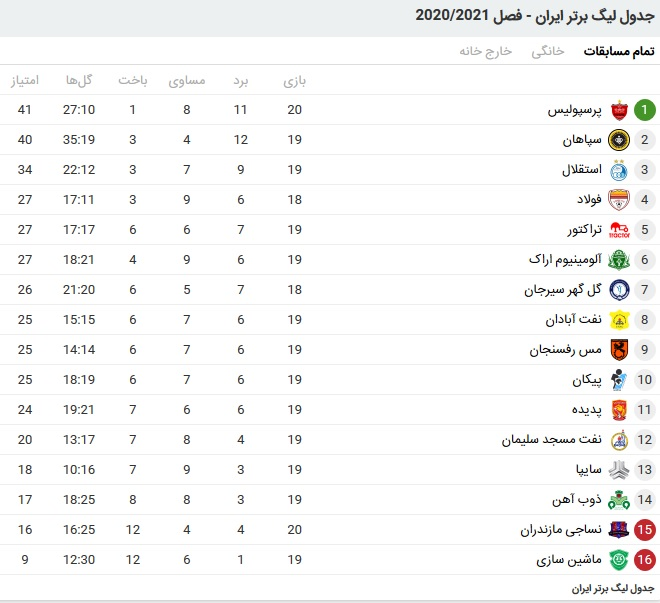 جدول لیگ برتر ایران - فصل 2020/2021
تمام مسابقات خانگی خارج خانه
بازی برد مساوی باخت گل‌ها امتیاز
1 پرسپولیس 20 11 8 1 27:10 41
2 سپاهان 19 12 4 3 35:19 40
3 استقلال 19 9 7 3 22:12 34
4 فولاد 18 6 9 3 17:11 27
5 تراکتور 19 7 6 6 17:17 27
6 آلومینیوم اراک 19 6 9 4 18:21 27
7 گل گهر سیرجان 18 7 5 6 21:20 26
8 نفت آبادان 19 6 7 6 15:15 25
9 مس رفسنجان 19 6 7 6 14:14 25
10 پیکان 19 6 7 6 18:19 25
11 پدیده 19 6 6 7 19:21 24
12 نفت مسجد سلیمان 19 4 8 7 13:17 20
13 سایپا 19 3 9 7 10:16 18
14 ذوب آهن 19 3 8 8 18:25 17
15 نساجی مازندران 20 4 4 12 16:25 16
16 ماشین سازی 19 1 6 12 12:30 9
جدول لیگ برتر ایران